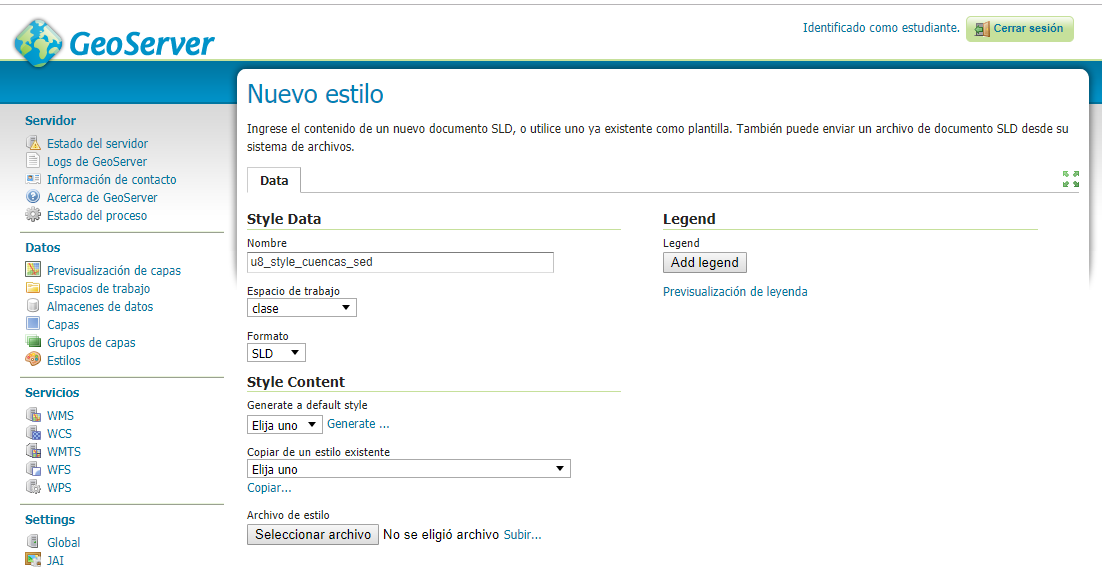 GeoServer
Identificado como estudiante.
Cerrar sesión
Servidor
Estado del servidor
Logs de GeoServer
Información de contacto
Acerca de GeoServer
Estado del proceso
Datos
Previsualización de capas
Espacios de trabajo
Almacenes de datos
Capas
Grupos de capas
Estilos
Servicios
WMS
WCS
WMTS
WFS
WPS
Settings
Global
JAI
Nuevo estilo
Ingrese el contenido de un nuevo documento SLD, o utilice uno ya existente como plantilla. También puede enviar un archivo de documento SLD desde su
sistema de archivos.
Data
Style Data
Nombre
u8_style_cuencas_sed
Espacio de trabajo
clase
Formato
SLD
Style Content
Generate a default style
Elija uno Generate ...
Copiar de un estilo existente
Elija uno
Copiar...
Archivo de estilo
Seleccionar archivo No se eligió archivo Subir...
Legend
Legend
Add legend
Previsualización de leyenda